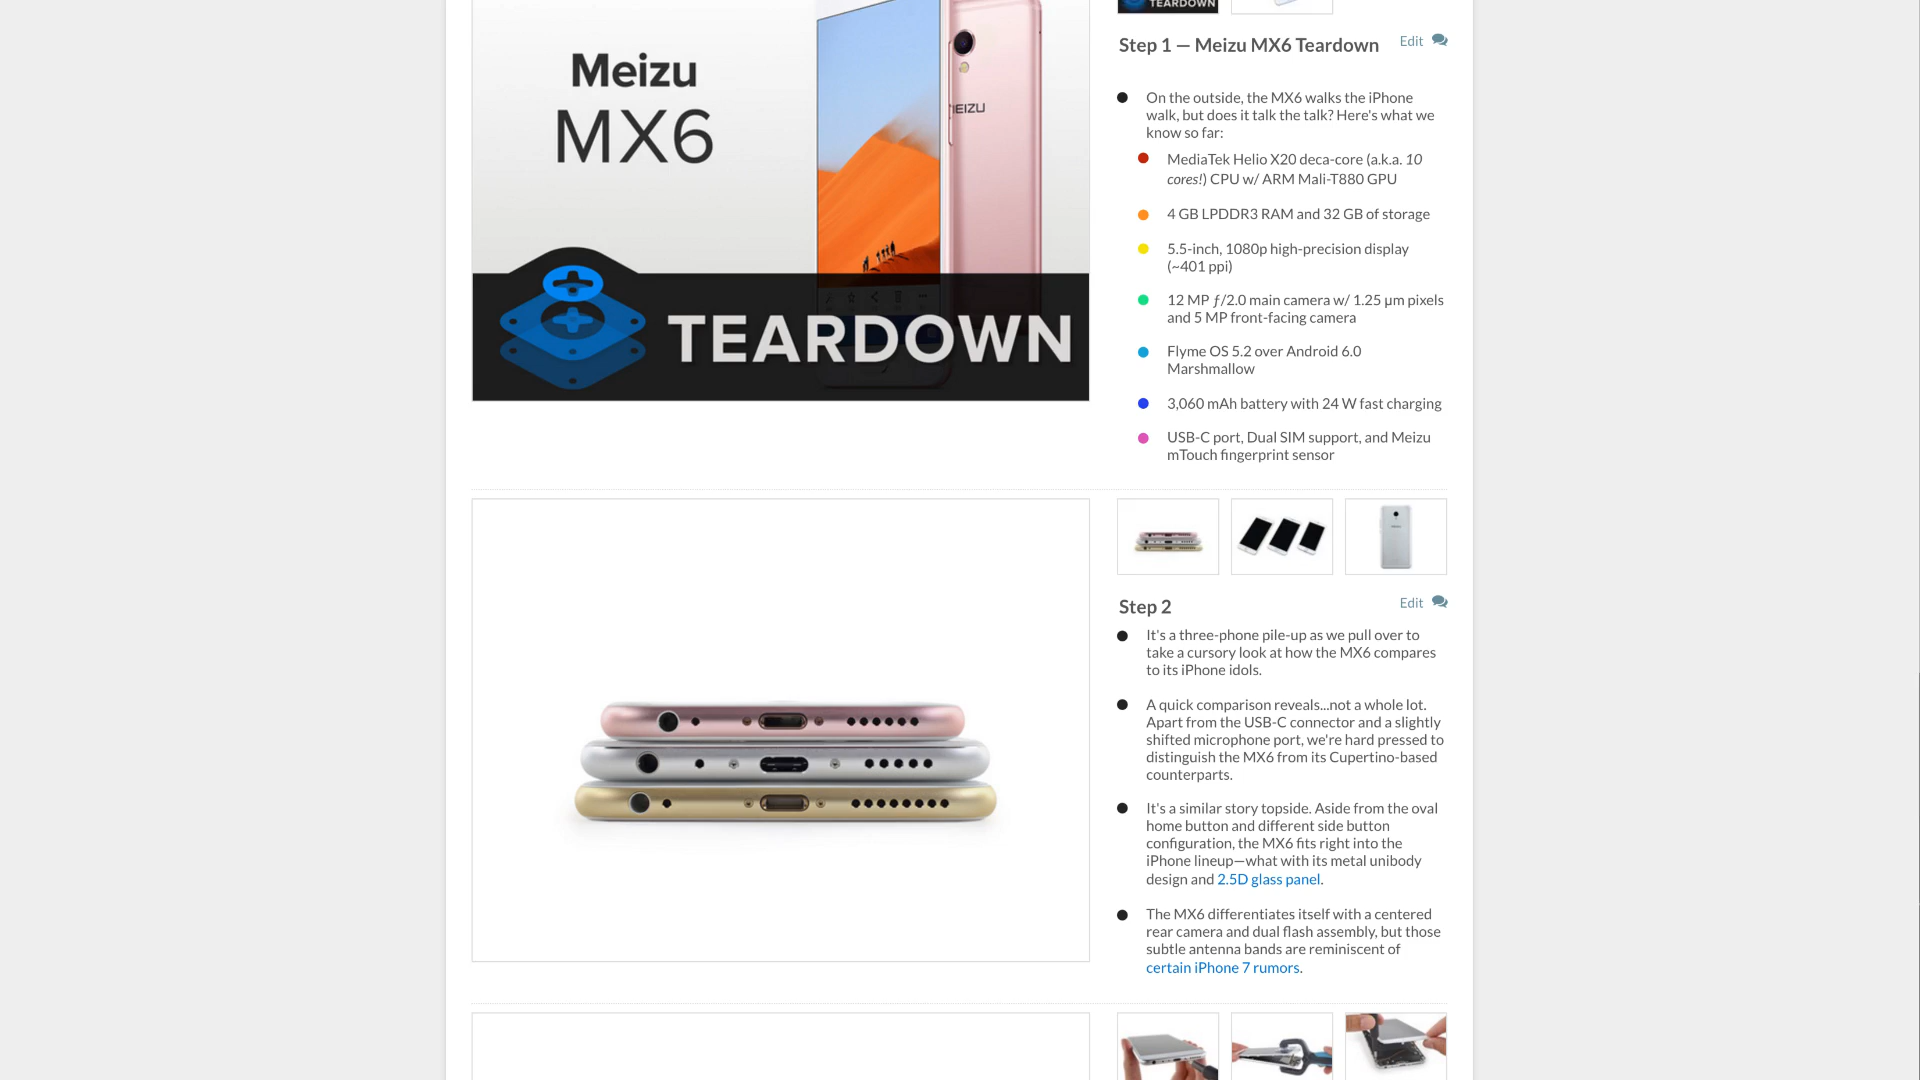 Meizu
MX6
MEIZU
TEARDOWN
TEARDOWN
Step 1 — Meizu MX6 Teardown
Edit
On the outside, the MX6 walks the iPhone
walk, but does it talk the talk? Here's what we
know so far:
MediaTek Helio X20 deca-core (a.k.a. 10
cores!) CPU w/ ARM Mali-T880 GPU
4 GB LPDDR3 RAM and 32 GB of storage
5.5-inch, 1080p high-precision display
(~401 ppi)
12 MP ƒ/2.0 main camera w/ 1.25 µm pixels
and 5 MP front-facing camera
Flyme OS 5.2 over Android 6.0
Marshmallow
3,060 mAh battery with 24 W fast charging
USB-C port, Dual SIM support, and Meizu
mTouch fingerprint sensor
Step 2
Edit
It's a three-phone pile-up as we pull over to
take a cursory look at how the MX6 compares
to its iPhone idols.
A quick comparison reveals...not a whole lot.
Apart from the USB-C connector and a slightly
shifted microphone port, we're hard pressed to
distinguish the MX6 from its Cupertino-based
counterparts.
It's a similar story topside. Aside from the oval
home button and different side button
configuration, the MX6 fits right into the
iPhone lineup—what with its metal unibody
design and 2.5D glass panel.
The MX6 differentiates itself with a centered
rear camera and dual flash assembly, but those
subtle antenna bands are reminiscent of
certain iPhone 7 rumors.